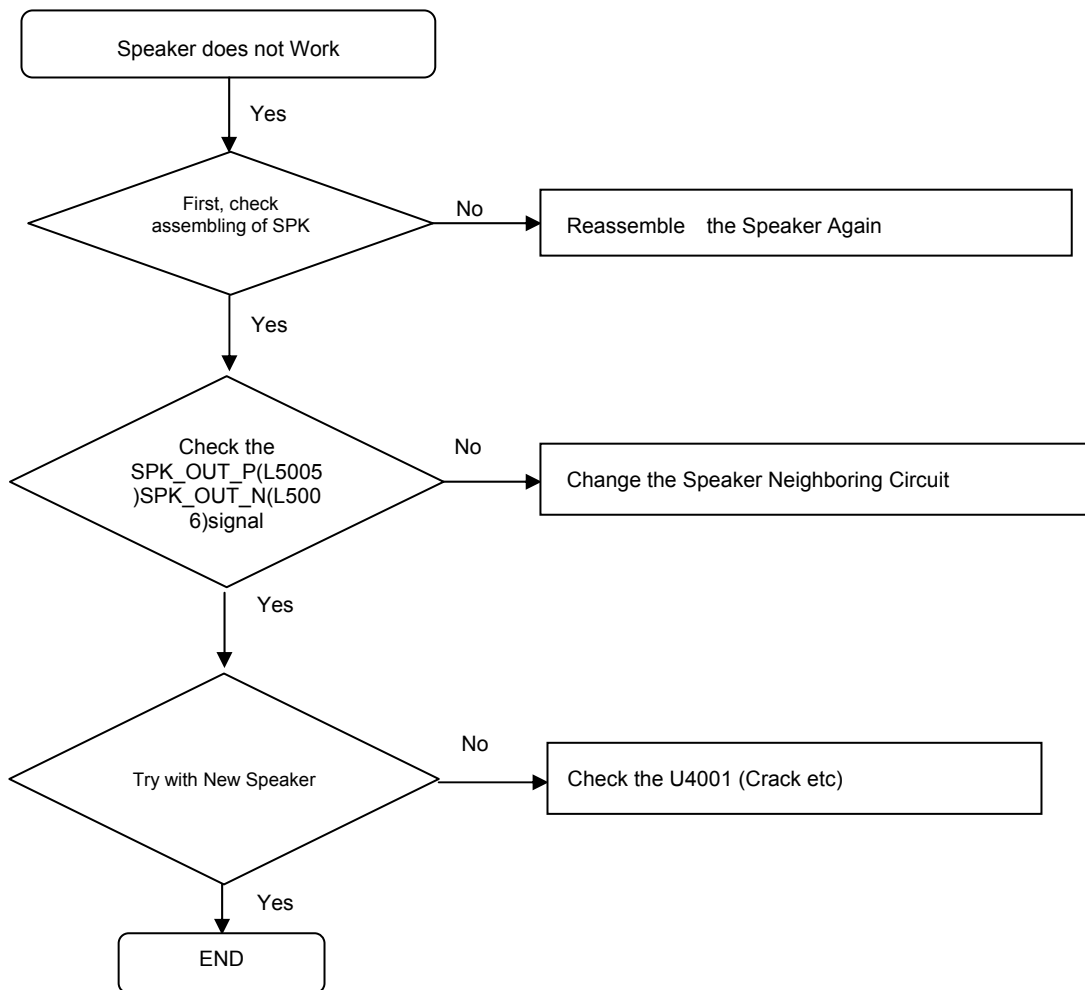 Speaker does not Work
Yes
First, check
assembling of SPK
No
Reassemble the Speaker Again
Yes
Check the
SPK_OUT_P(L5005
)SPK_OUT_N(L500
6)signal
No
Change the Speaker Neighboring Circuit
Yes
Try with New Speaker
No
Check the U4001 (Crack etc)
Yes
END